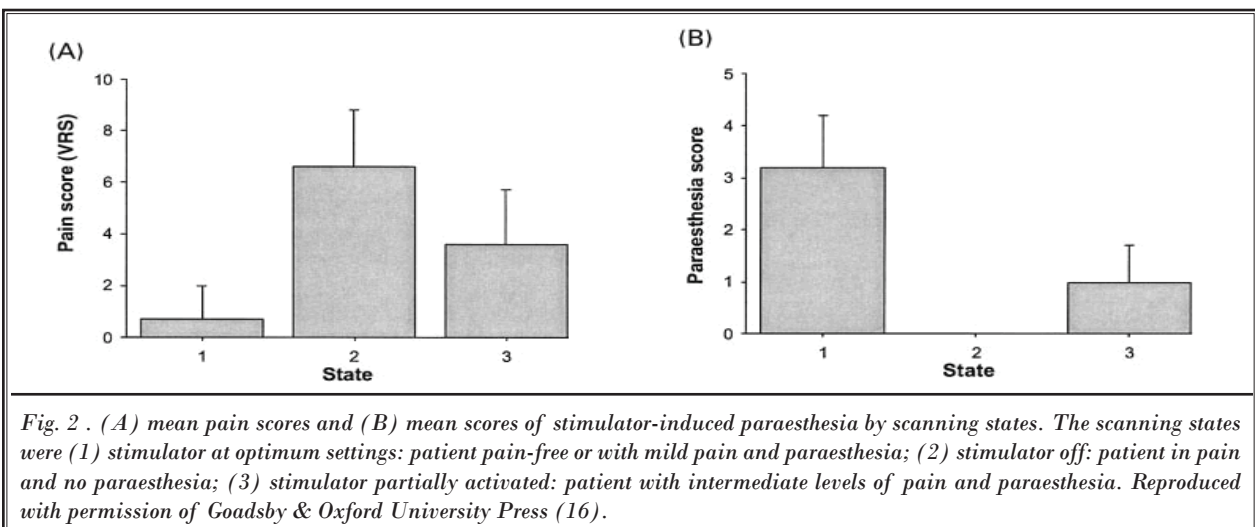 (A)
Pain score (VRS)
10
8
6
4
2
0
1 2 3
State
(B)
Paraesthesia score
5
4
3
2
1
0
1 2 3
State
Fig. 2 . (A) mean pain scores and (B) mean scores of stimulator-induced paraesthesia by scanning states. The scanning states
were (1) stimulator at optimum settings: patient pain-free or with mild pain and paraesthesia; (2) stimulator off: patient in pain
and no paraesthesia; (3) stimulator partially activated: patient with intermediate levels of pain and paraesthesia. Reproduced
with permission of Goadsby & Oxford University Press (16).